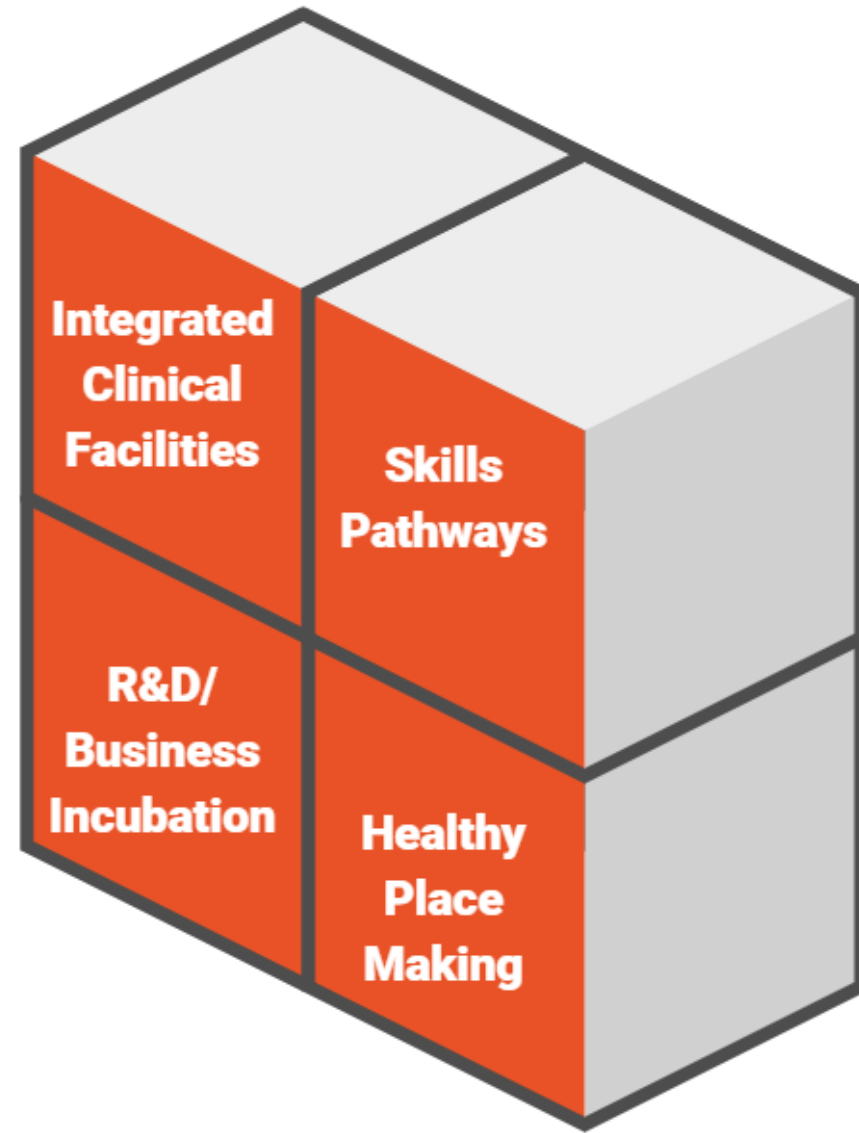 Integrated
Clinical
Facilities
Skills
Pathways
R&D/
Business
Incubation
Healthy
Place
Making